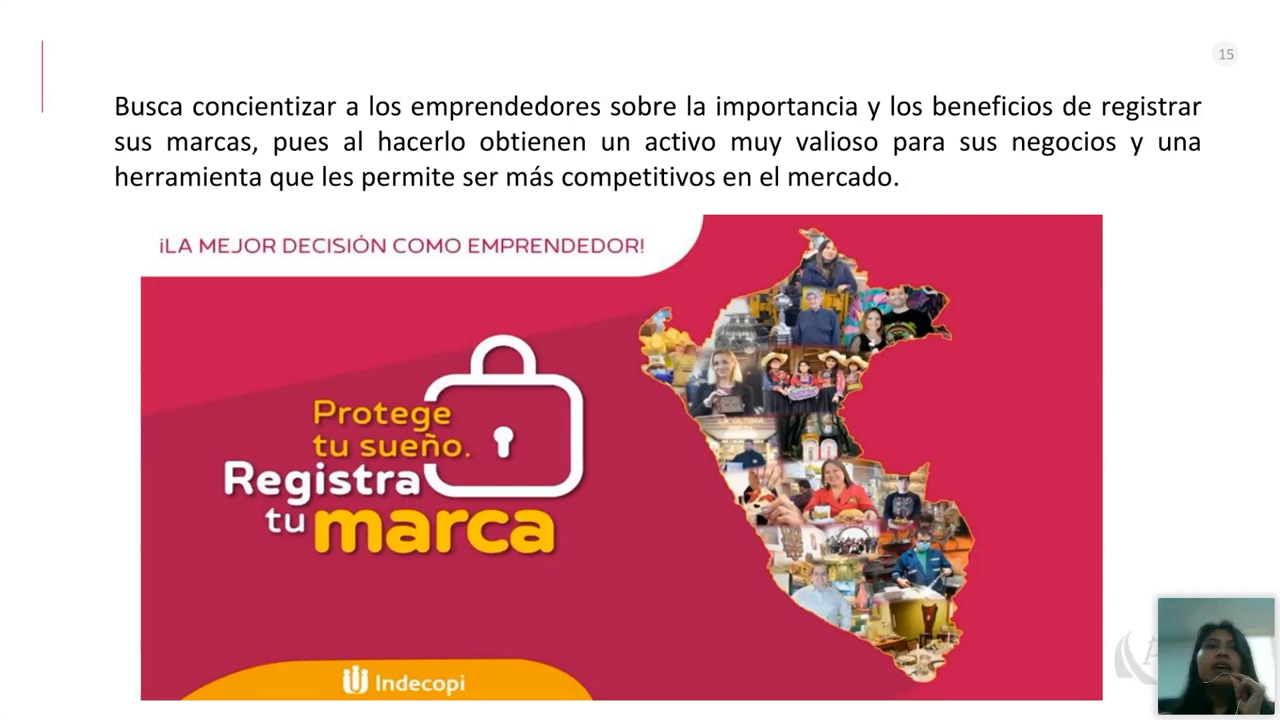 15
Busca concientizar a los emprendedores sobre la importancia y los beneficios de registrar
sus marcas, pues al hacerlo obtienen un activo muy valioso para sus negocios y una
herramienta que les permite ser más competitivos en el mercado.
¡LA MEJOR DECISIÓN COMO EMPRENDEDOR!
Protege
tu sueño.
Registra
tu marca
Indecopi